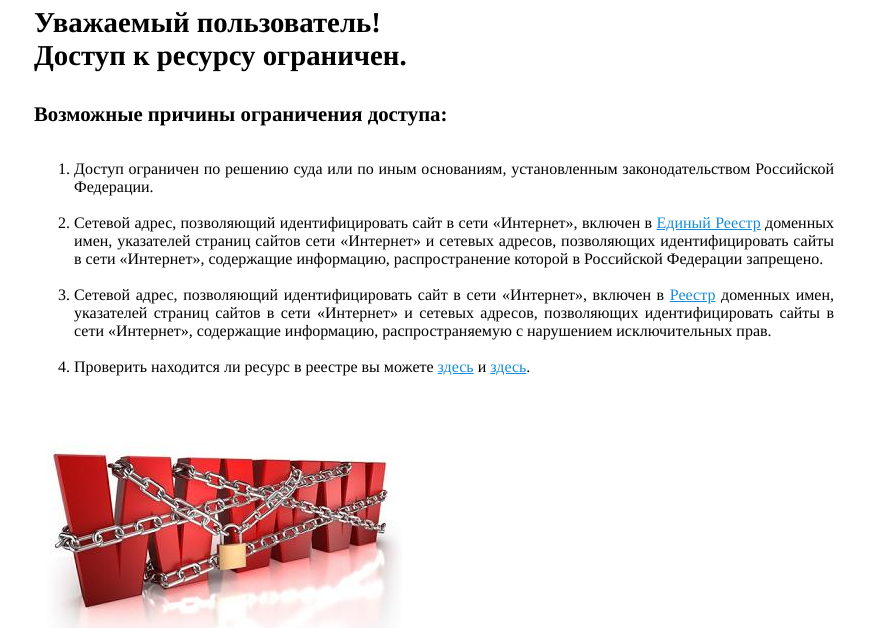 Уважаемый пользователь!
Доступ к ресурсу ограничен.
Возможные причины ограничения доступа:
1. Доступ ограничен по решению суда или по иным основаниям, установленным законодательством Российской
Федерации.
2. Сетевой адрес, позволяющий идентифицировать сайт в сети «Интернет», включен в Единый Реестр доменных
имен, указателей страниц сайтов сети «Интернет» и сетевых адресов, позволяющих идентифицировать сайты
в сети «Интернет», содержащие информацию, распространение которой в Российской Федерации запрещено.
3. Сетевой адрес, позволяющий идентифицировать сайт в сети «Интернет», включен в Реестр доменных имен,
указателей страниц сайтов в сети «Интернет» и сетевых адресов, позволяющих идентифицировать сайты в
сети «Интернет», содержащие информацию, распространяемую с нарушением исключительных прав.
4. Проверить находится ли ресурс в реестре вы можете здесь и здесь.
WWW